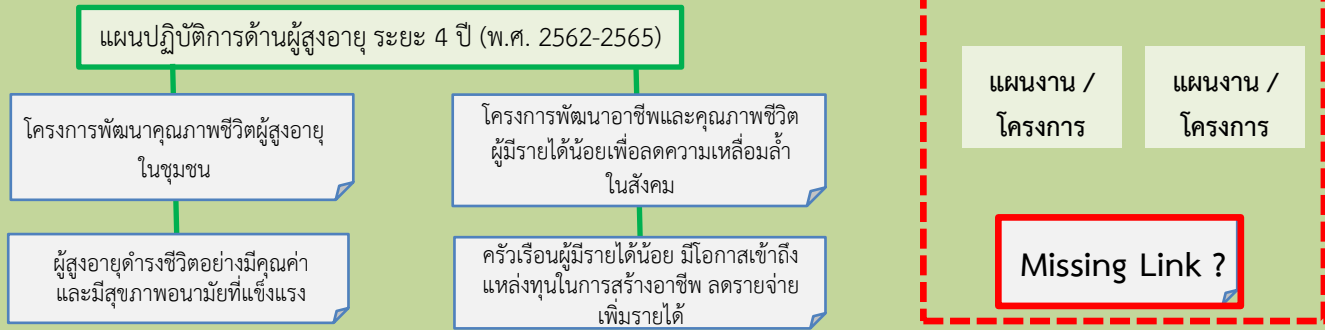 แผนปฏิบัติการด้านผู้สูงอายุ ระยะ 4 ปี (พ.ศ. 2562-2565)
โครงการพัฒนาคุณภาพชีวิตผู้สูงอายุ
ในชุมชน
โครงการพัฒนาอาชีพและคุณภาพชีวิต
ผู้มีรายได้น้อยเพื่อลดความเหลื่อมล้ำ
ในสังคม
ผู้สูงอายุดำรงชีวิตอย่างมีคุณค่า
และมีสุขภาพอนามัยที่แข็งแรง
ครัวเรือนผู้มีรายได้น้อย มีโอกาสเข้าถึง
แหล่งทุนในการสร้างอาชีพ ลดรายจ่าย
เพิ่มรายได้
แผนงาน /
โครงการ
แผนงาน /
โครงการ
Missing Link ?